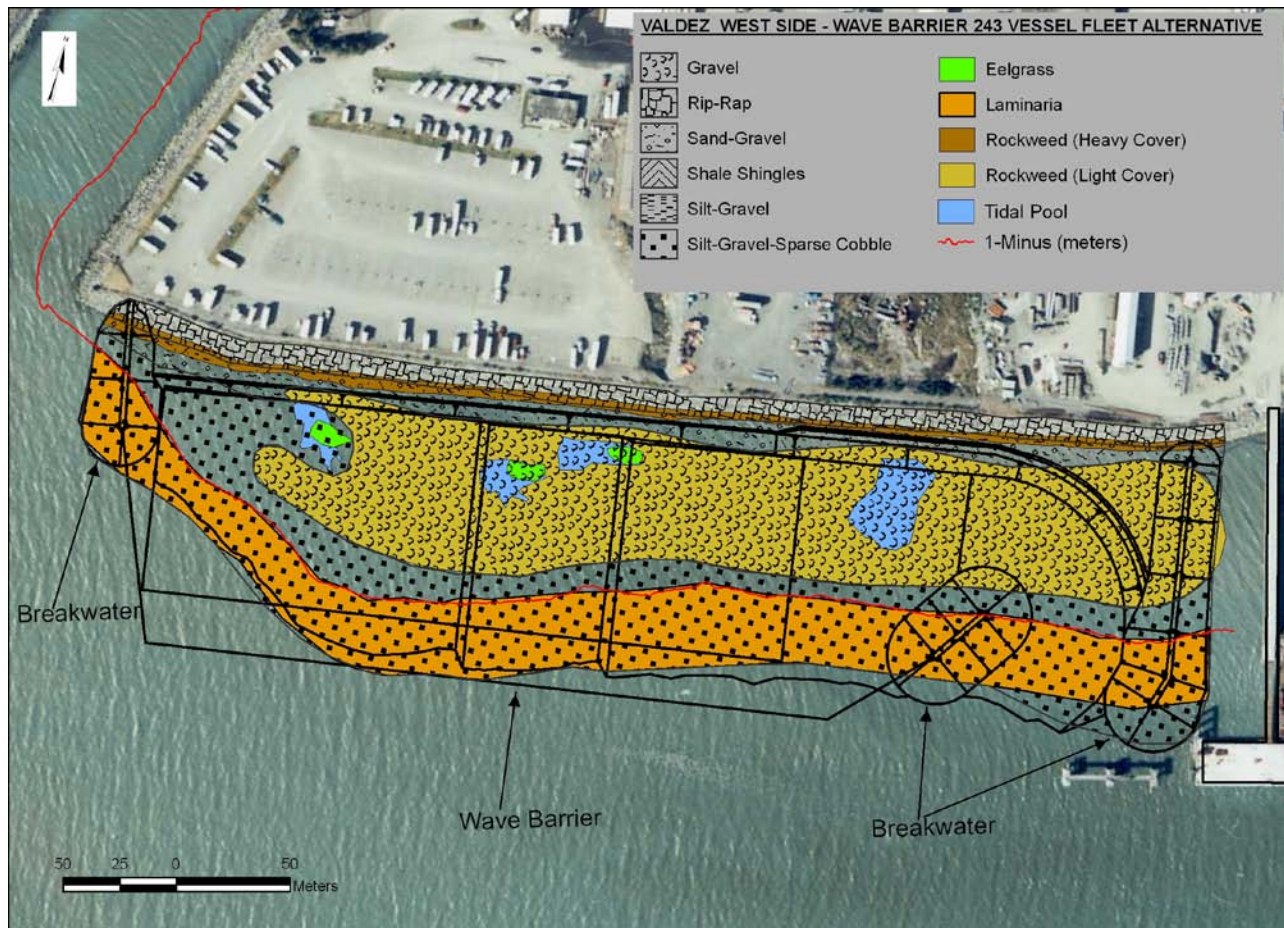 VALDEZ WEST SIDE - WAVE BARRIER 243 VESSEL FLEET ALTERNATIVE
N
Gravel
Rip-Rap
Sand-Gravel
Shale Shingles
Silt-Gravel
Silt-Gravel-Sparse Cobble
Eelgrass
Laminaria
Rockweed (Heavy Cover)
Rockweed (Light Cover)
Tidal Pool
1-Minus (meters)
Breakwater
Wave Barrier
Breakwater
50 25 0 50
Meters